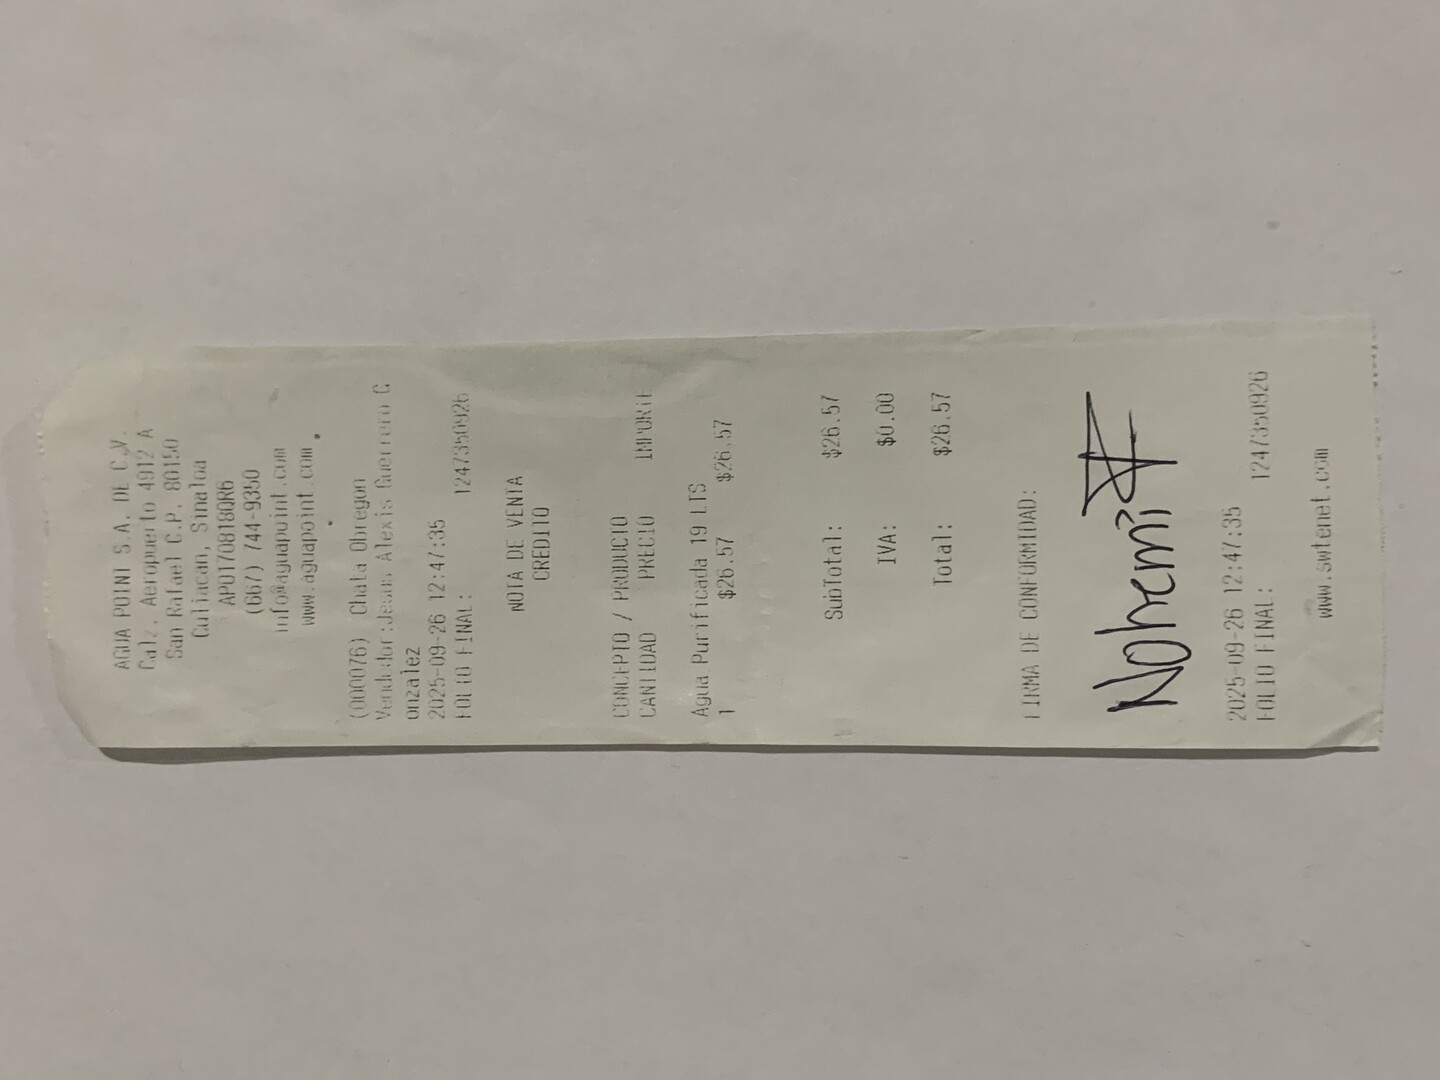 AGUA POINT S.A. DE C.V.
Calz. Aeropuerto 4912 A
San Rafael C.P. 80150
Culiacan, Sinaloa
APO170818QR6
(667) 744-9350
info@aguapoint.com
www.aguapoint.com
(000076) Chata Obregon
Vendedor:Jesus Alexis Guerrero G
onzalez
2025-09-26 12:47:35
FOLIO FINAL: 1247350926
NOTA DE VENTA
CREDITO
CONCEPTO / PRODUCTO
CANTIDAD PRECIO IMPORTE
Agua Purificada 19 LTS
1 $26.57 $26.57
SubTotal: $26.57
IVA: $0.00
Total: $26.57
FIRMA DE CONFORMIDAD:
Nohemi
2025-09-26 12:47:35
FOLIO FINAL: 1247350926
www.swtenet.com